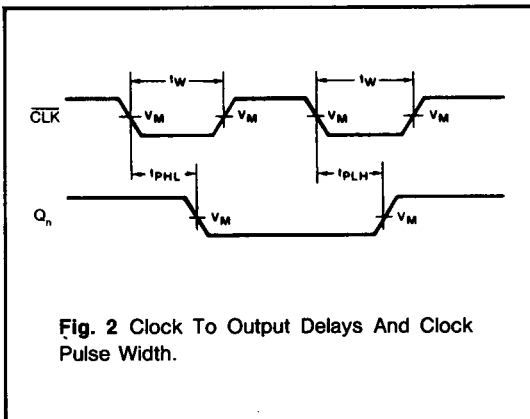 tW tW
CLK VM VM VM VM
tPHL tPLH
Qn VM VM
Fig. 2 Clock To Output Delays And Clock
Pulse Width.